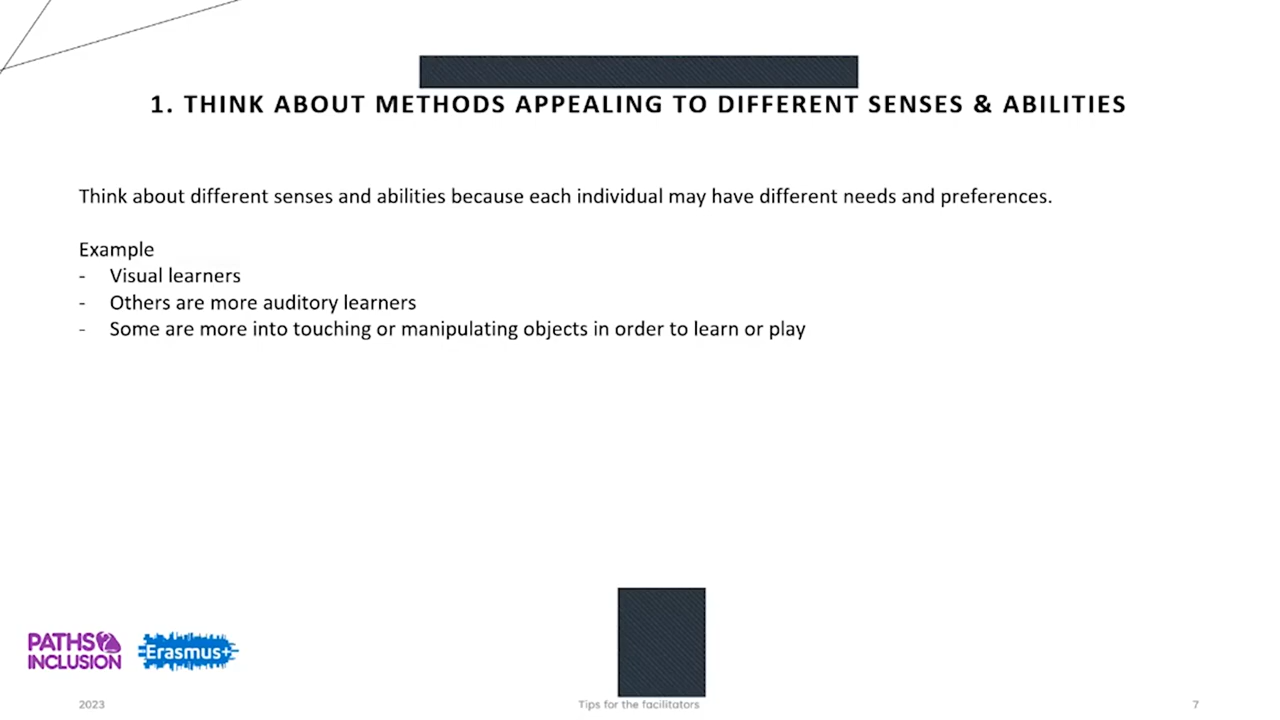 1. THINK ABOUT METHODS APPEALING TO DIFFERENT SENSES & ABILITIES
Think about different senses and abilities because each individual may have different needs and preferences.
Example
- Visual learners
- Others are more auditory learners
- Some are more into touching or manipulating objects in order to learn or play
PATHS2
INCLUSION
Erasmus+
2023
Tips for the facilitators
7